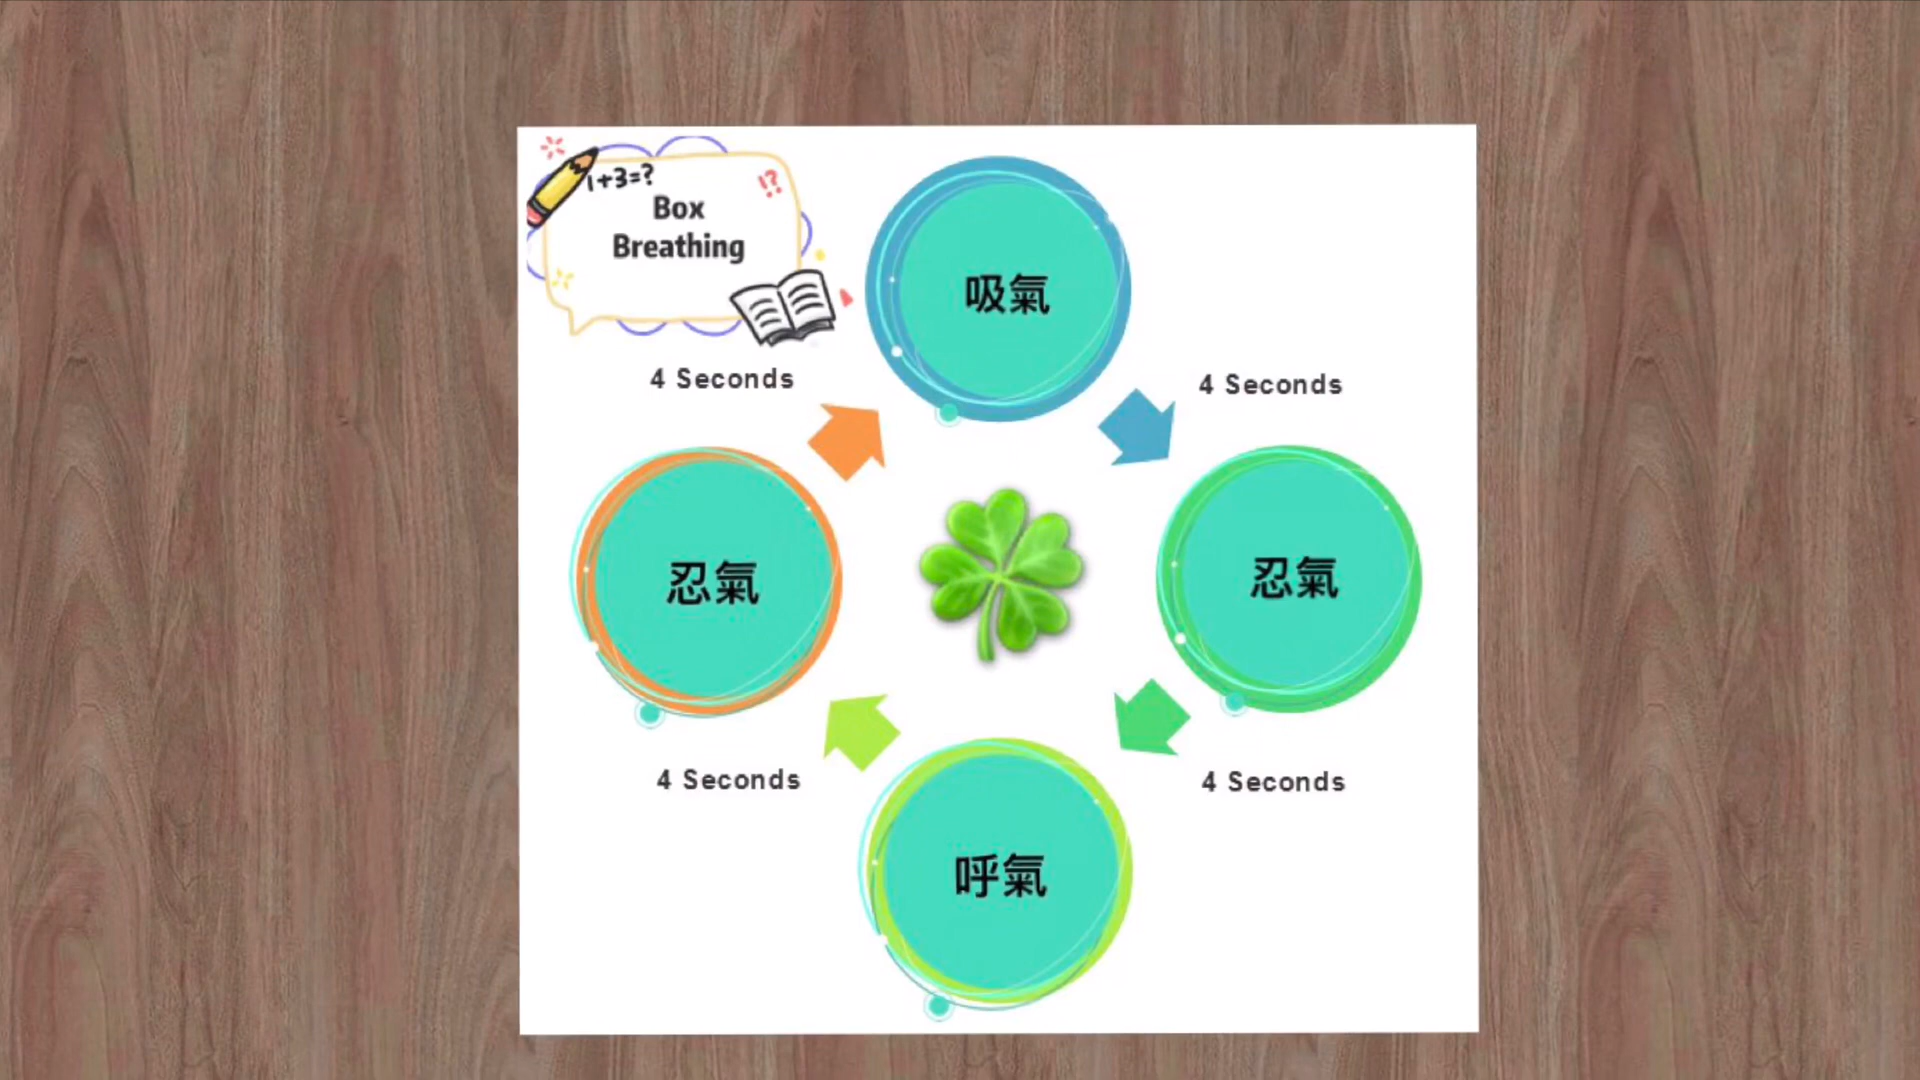 1+3=?
!?
Box
Breathing
吸氣
4 Seconds
4 Seconds
忍氣
忍氣
4 Seconds
4 Seconds
呼氣